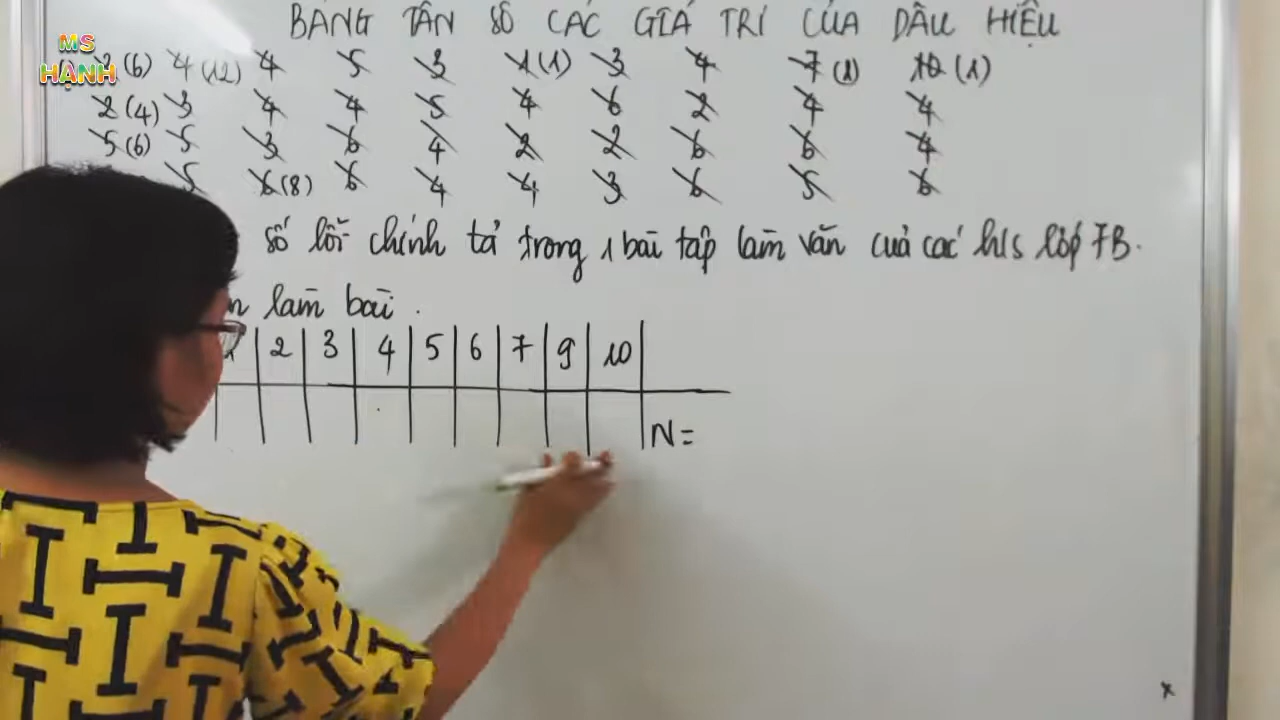 BẢNG TẦN SỐ CÁC GIÁ TRỊ CỦA DẤU HIỆU
MS HẠNH
3 (6) 4 (12) 4 5 3 1 (1) 3 4 7 (1) 10 (1)
2 (4) 3 4 4 5 4 6 2 4 4
5 (6) 5 3 6 4 2 2 6 6 4
5 6 (8) 6 4 4 3 6 5 6
số lỗi chính tả trong 1 bài tập làm văn của các h/s lớp 7B.
làm bài.
2 3 4 5 6 7 9 10
N =